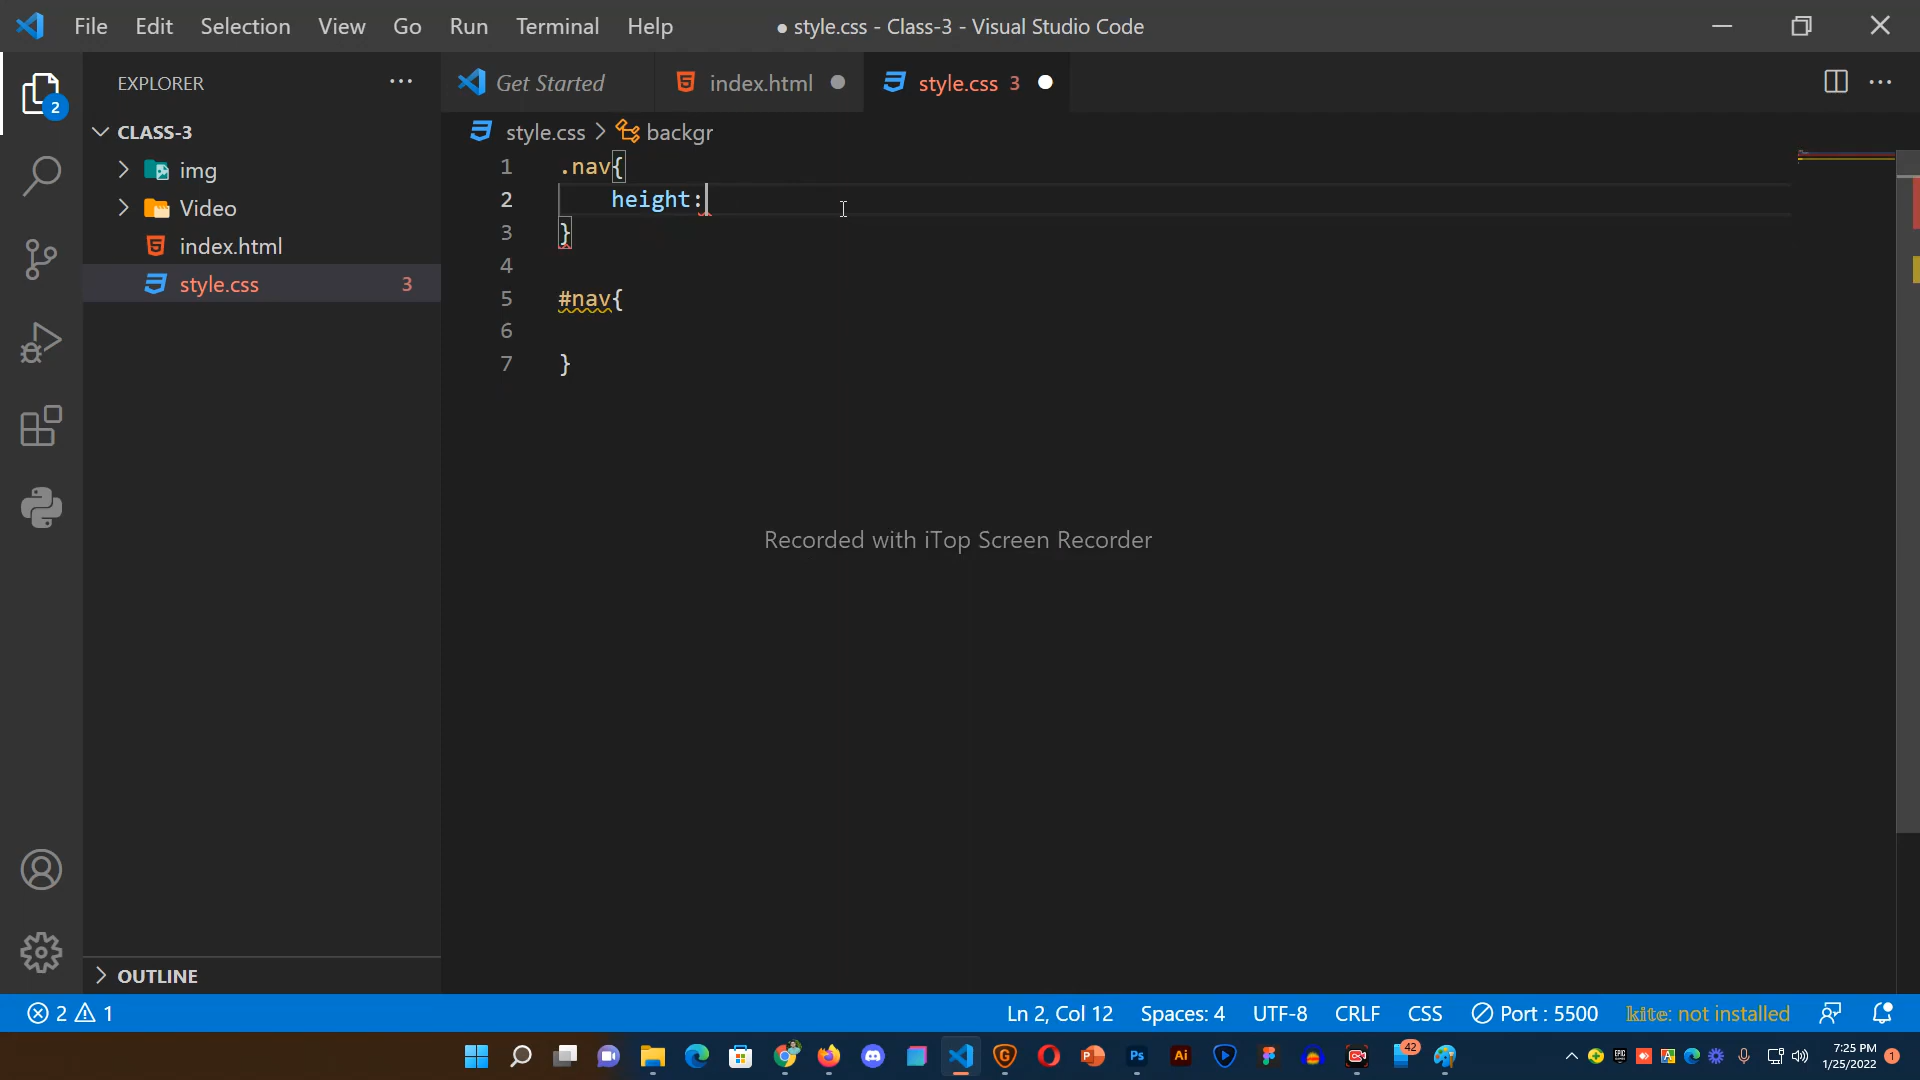 File Edit Selection View Go Run Terminal Help ● style.css - Class-3 - Visual Studio Code
EXPLORER ···
Get Started index.html style.css 3
CLASS-3
style.css > backgr
img
Video
index.html
style.css 3
1 .nav{
2 height:
3 }
4
5 #nav{
6
7 }
Recorded with iTop Screen Recorder
OUTLINE
2 1 Ln 2, Col 12 Spaces: 4 UTF-8 CRLF CSS Port : 5500 kite: not installed
2
42
7:25 PM
1/25/2022
1